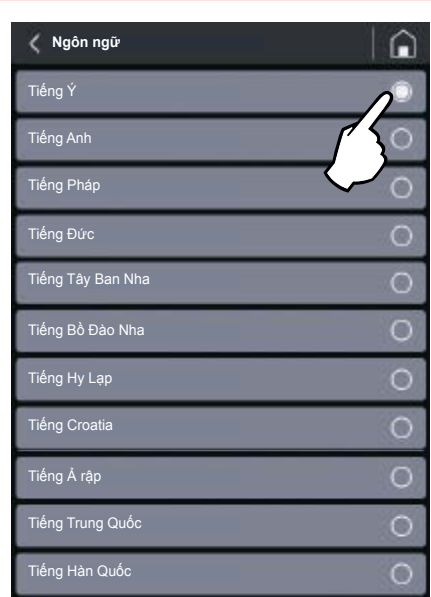 Ngôn ngữ
Tiếng Ý
Tiếng Anh
Tiếng Pháp
Tiếng Đức
Tiếng Tây Ban Nha
Tiếng Bồ Đào Nha
Tiếng Hy Lạp
Tiếng Croatia
Tiếng Ả rập
Tiếng Trung Quốc
Tiếng Hàn Quốc